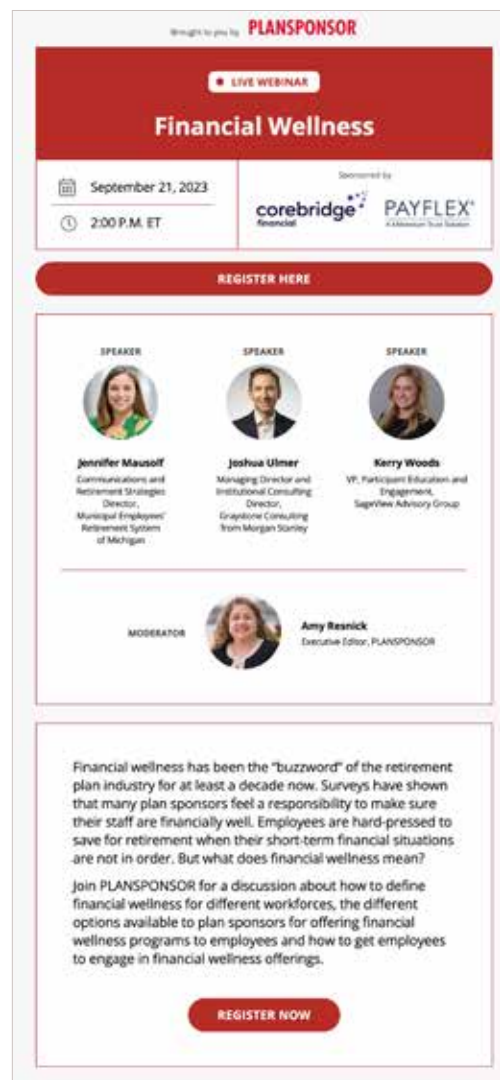 Brought to you by PLANSPONSOR
LIVE WEBINAR
Financial Wellness
September 21, 2023
2:00 P.M. ET
Sponsored by
corebridge financial
PAYFLEX®
A Millennium Trust Solution
REGISTER HERE
SPEAKER
Jennifer Mausolf
Communications and
Retirement Strategies
Director,
Municipal Employees'
Retirement System
of Michigan
SPEAKER
Joshua Ulmer
Managing Director and
Institutional Consulting
Director,
Graystone Consulting
from Morgan Stanley
SPEAKER
Kerry Woods
VP, Participant Education and
Engagement,
SageView Advisory Group
MODERATOR
Amy Resnick
Executive Editor, PLANSPONSOR
Financial wellness has been the "buzzword" of the retirement
plan industry for at least a decade now. Surveys have shown
that many plan sponsors feel a responsibility to make sure
their staff are financially well. Employees are hard-pressed to
save for retirement when their short-term financial situations
are not in order. But what does financial wellness mean?
Join PLANSPONSOR for a discussion about how to define
financial wellness for different workforces, the different
options available to plan sponsors for offering financial
wellness programs to employees and how to get employees
to engage in financial wellness offerings.
REGISTER NOW